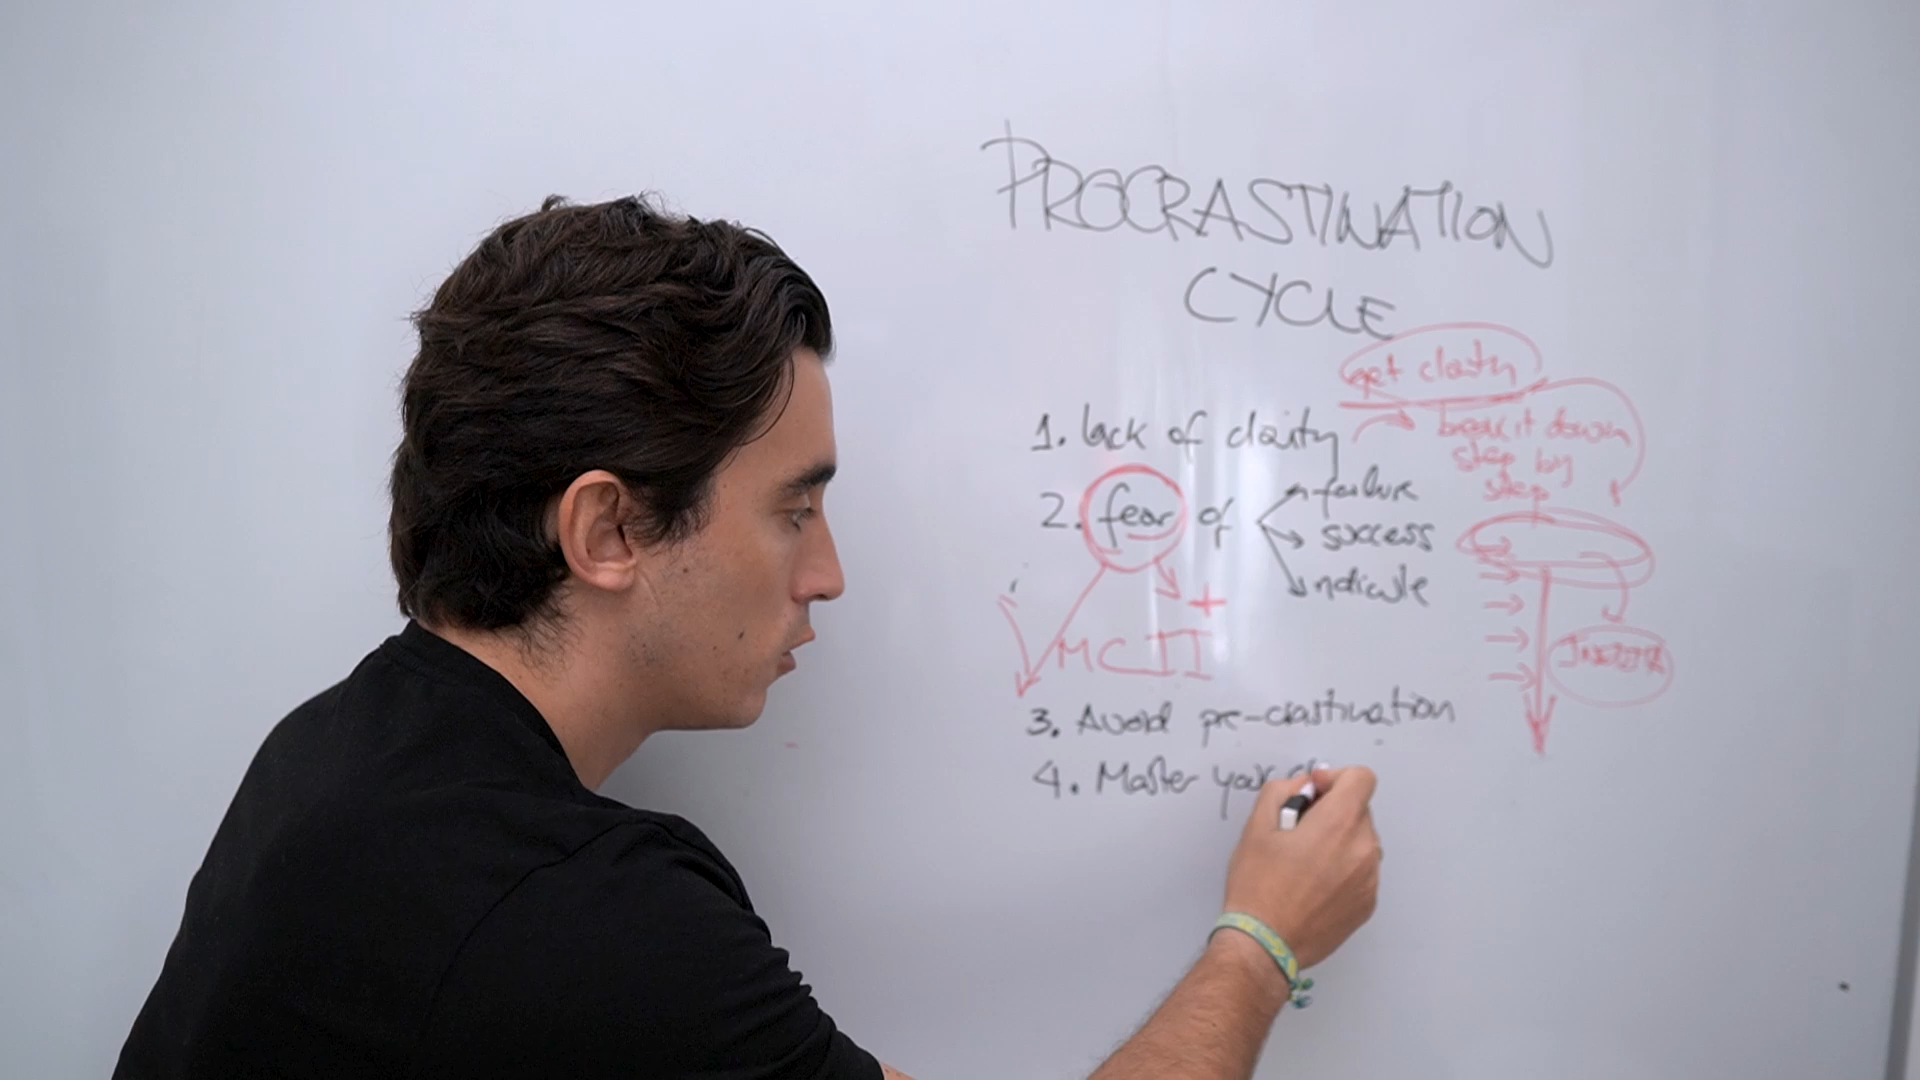 PROCRASTINATION
CYCLE
get clarity
1. lack of clarity
break it down
step by
step
2. fear of
failure
success
ridicule
+
MCII
3. Avoid pre-crastination
4. Master your